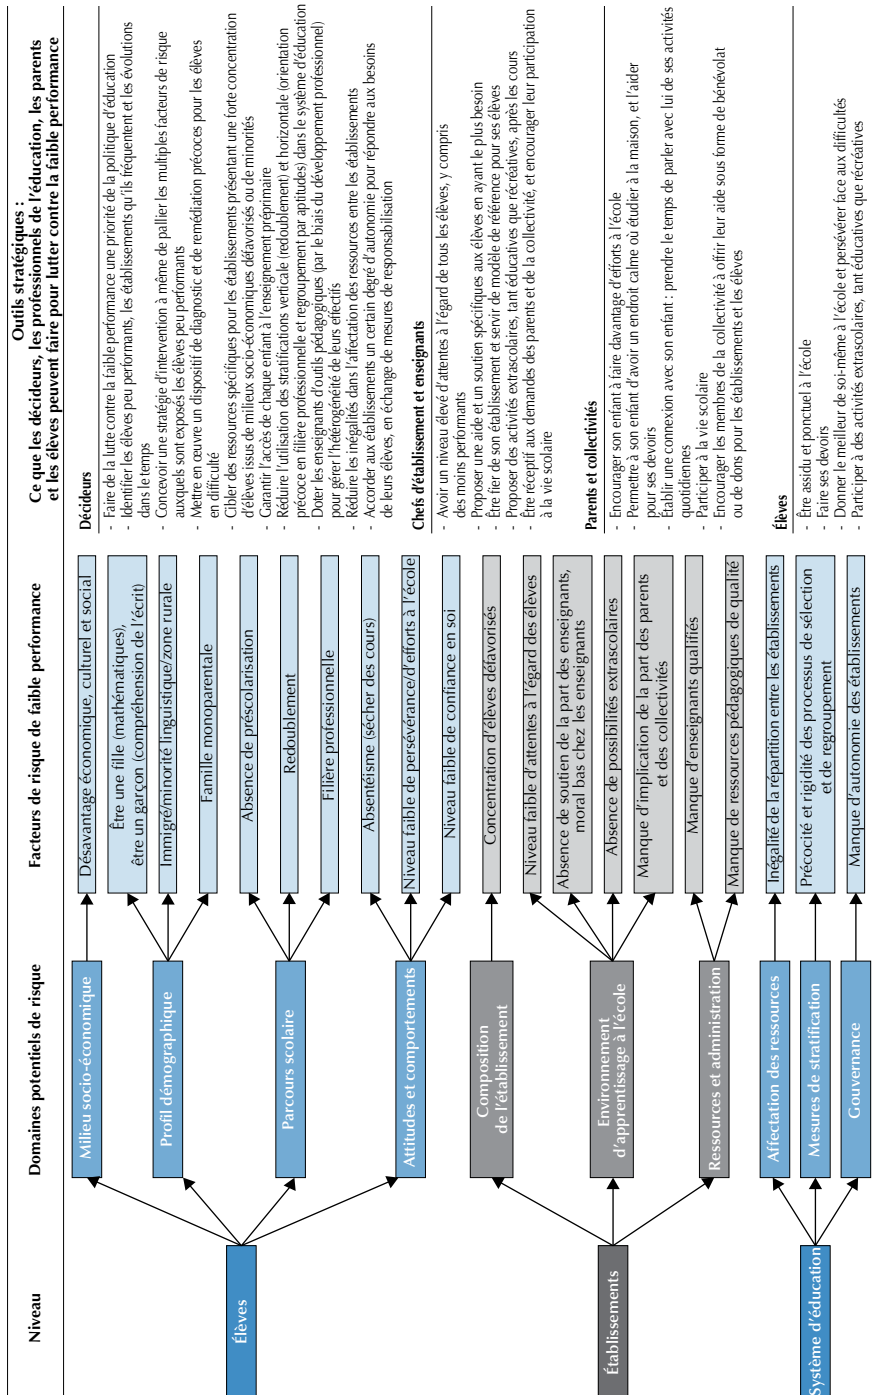 Niveau
Domaines potentiels de risque
Facteurs de risque de faible performance
Outils stratégiques :
Ce que les décideurs, les professionnels de l'éducation, les parents
et les élèves peuvent faire pour lutter contre la faible performance
Élèves
Milieu socio-économique
Profil démographique
Parcours scolaire
Attitudes et comportements
Désavantage économique, culturel et social
Être une fille (mathématiques),
être un garçon (compréhension de l'écrit)
Immigré/minorité linguistique/zone rurale
Famille monoparentale
Absence de préscolarisation
Redoublement
Filière professionnelle
Absentéisme (sécher des cours)
Niveau faible de persévérance/d'efforts à l'école
Niveau faible de confiance en soi
Établissements
Composition
de l'établissement
Environnement
d'apprentissage à l'école
Ressources et administration
Concentration d'élèves défavorisés
Niveau faible d'attentes à l'égard des élèves
Absence de soutien de la part des enseignants,
moral bas chez les enseignants
Absence de possibilités extrascolaires
Manque d'implication de la part des parents
et des collectivités
Manque d'enseignants qualifiés
Manque de ressources pédagogiques de qualité
Système d'éducation
Affectation des ressources
Mesures de stratification
Gouvernance
Inégalité de la répartition entre les établissements
Précocité et rigidité des processus de sélection
et de regroupement
Manque d'autonomie des établissements
Décideurs
- Faire de la lutte contre la faible performance une priorité de la politique d'éducation
- Identifier les élèves peu performants, les établissements qu'ils fréquentent et les évolutions
dans le temps
- Concevoir une stratégie d'intervention à même de pallier les multiples facteurs de risque
auxquels sont exposés les élèves peu performants
- Mettre en œuvre un dispositif de diagnostic et de remédiation précoces pour les élèves
en difficulté
- Cibler des ressources spécifiques pour les établissements présentant une forte concentration
d'élèves issus de milieux socio-économiques défavorisés ou de minorités
- Garantir l'accès de chaque enfant à l'enseignement préprimaire
- Réduire l'utilisation des stratifications verticale (redoublement) et horizontale (orientation
précoce en filière professionnelle et regroupement par aptitudes) dans le système d'éducation
- Doter les enseignants d'outils pédagogiques (par le biais du développement professionnel)
pour gérer l'hétérogénéité de leurs effectifs
- Réduire les inégalités dans l'affectation des ressources entre les établissements
- Accorder aux établissements un certain degré d'autonomie pour répondre aux besoins
de leurs élèves, en échange de mesures de responsabilisation
Chefs d'établissement et enseignants
- Avoir un niveau élevé d'attentes à l'égard de tous les élèves, y compris
des moins performants
- Proposer une aide et un soutien spécifiques aux élèves en ayant le plus besoin
- Être fier de son établissement et servir de modèle de référence pour ses élèves
- Proposer des activités extrascolaires, tant éducatives que récréatives, après les cours
- Être réceptif aux demandes des parents et de la collectivité, et encourager leur participation
à la vie scolaire
Parents et collectivités
- Encourager son enfant à faire davantage d'efforts à l'école
- Permettre à son enfant d'avoir un endroit calme où étudier à la maison, et l'aider
pour ses devoirs
- Établir une connexion avec son enfant : prendre le temps de parler avec lui de ses activités
quotidiennes
- Participer à la vie scolaire
- Encourager les membres de la collectivité à offrir leur aide sous forme de bénévolat
ou de dons pour les établissements et les élèves
Élèves
- Être assidu et ponctuel à l'école
- Faire ses devoirs
- Donner le meilleur de soi-même à l'école et persévérer face aux difficultés
- Participer à des activités extrascolaires, tant éducatives que récréatives